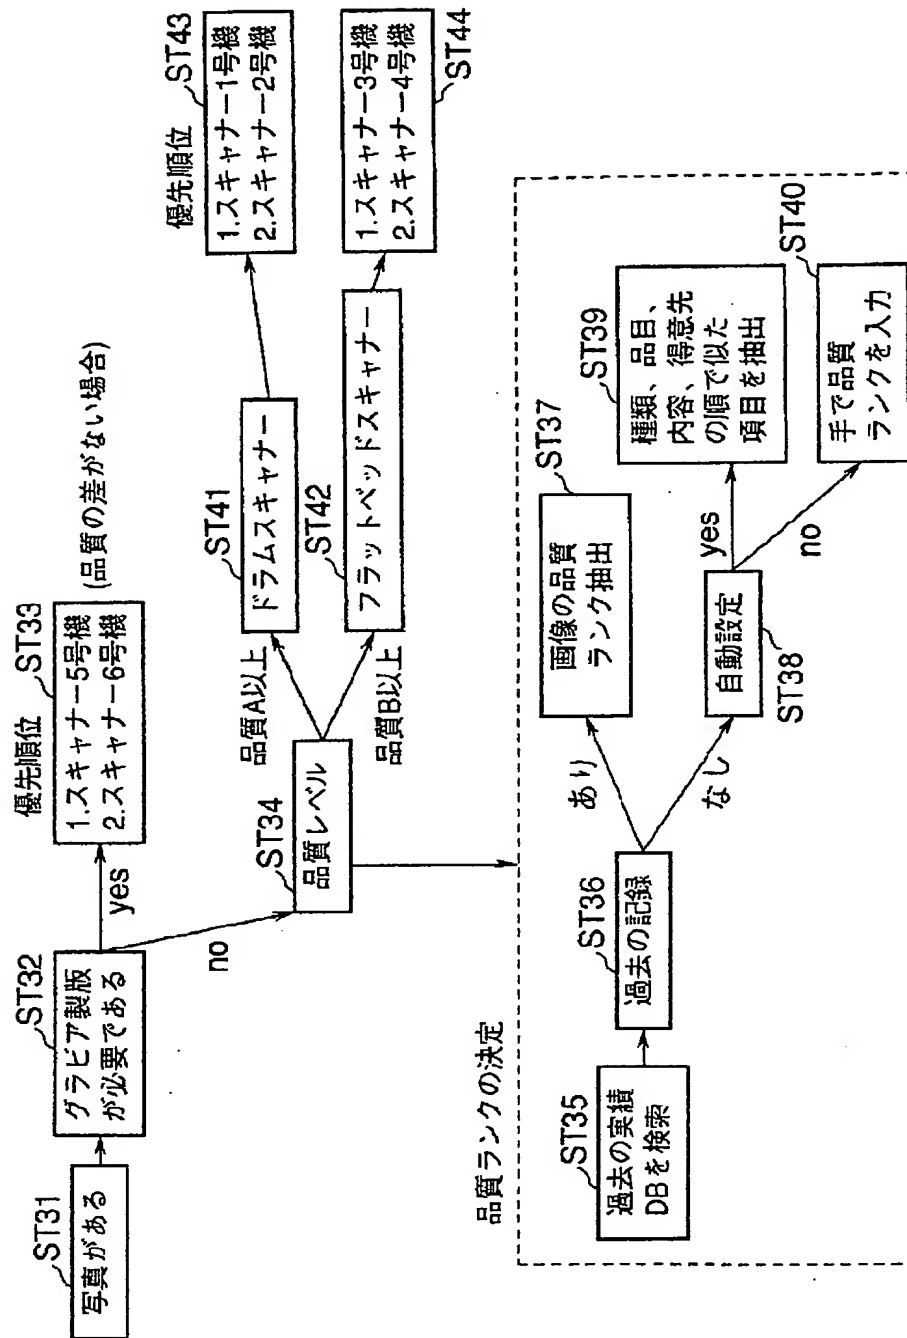 ST31
写真がある
ST32
グラビア製版
が必要である
yes
no
優先順位
ST33
1.スキャナー5号機
2.スキャナー6号機
(品質の差がない場合)
ST34
品質レベル
品質A以上
品質B以上
ST41
ドラムスキャナー
ST42
フラットベッドスキャナー
優先順位
ST43
1.スキャナー1号機
2.スキャナー2号機
ST44
1.スキャナー3号機
2.スキャナー4号機
品質ランクの決定
ST35
過去の実績
DBを検索
ST36
過去の記録
あり
なし
ST37
画像の品質
ランク抽出
自動設定
ST38
yes
no
ST39
種類、品目、
内容、得意先
の順で似た
項目を抽出
ST40
手で品質
ランクを入力